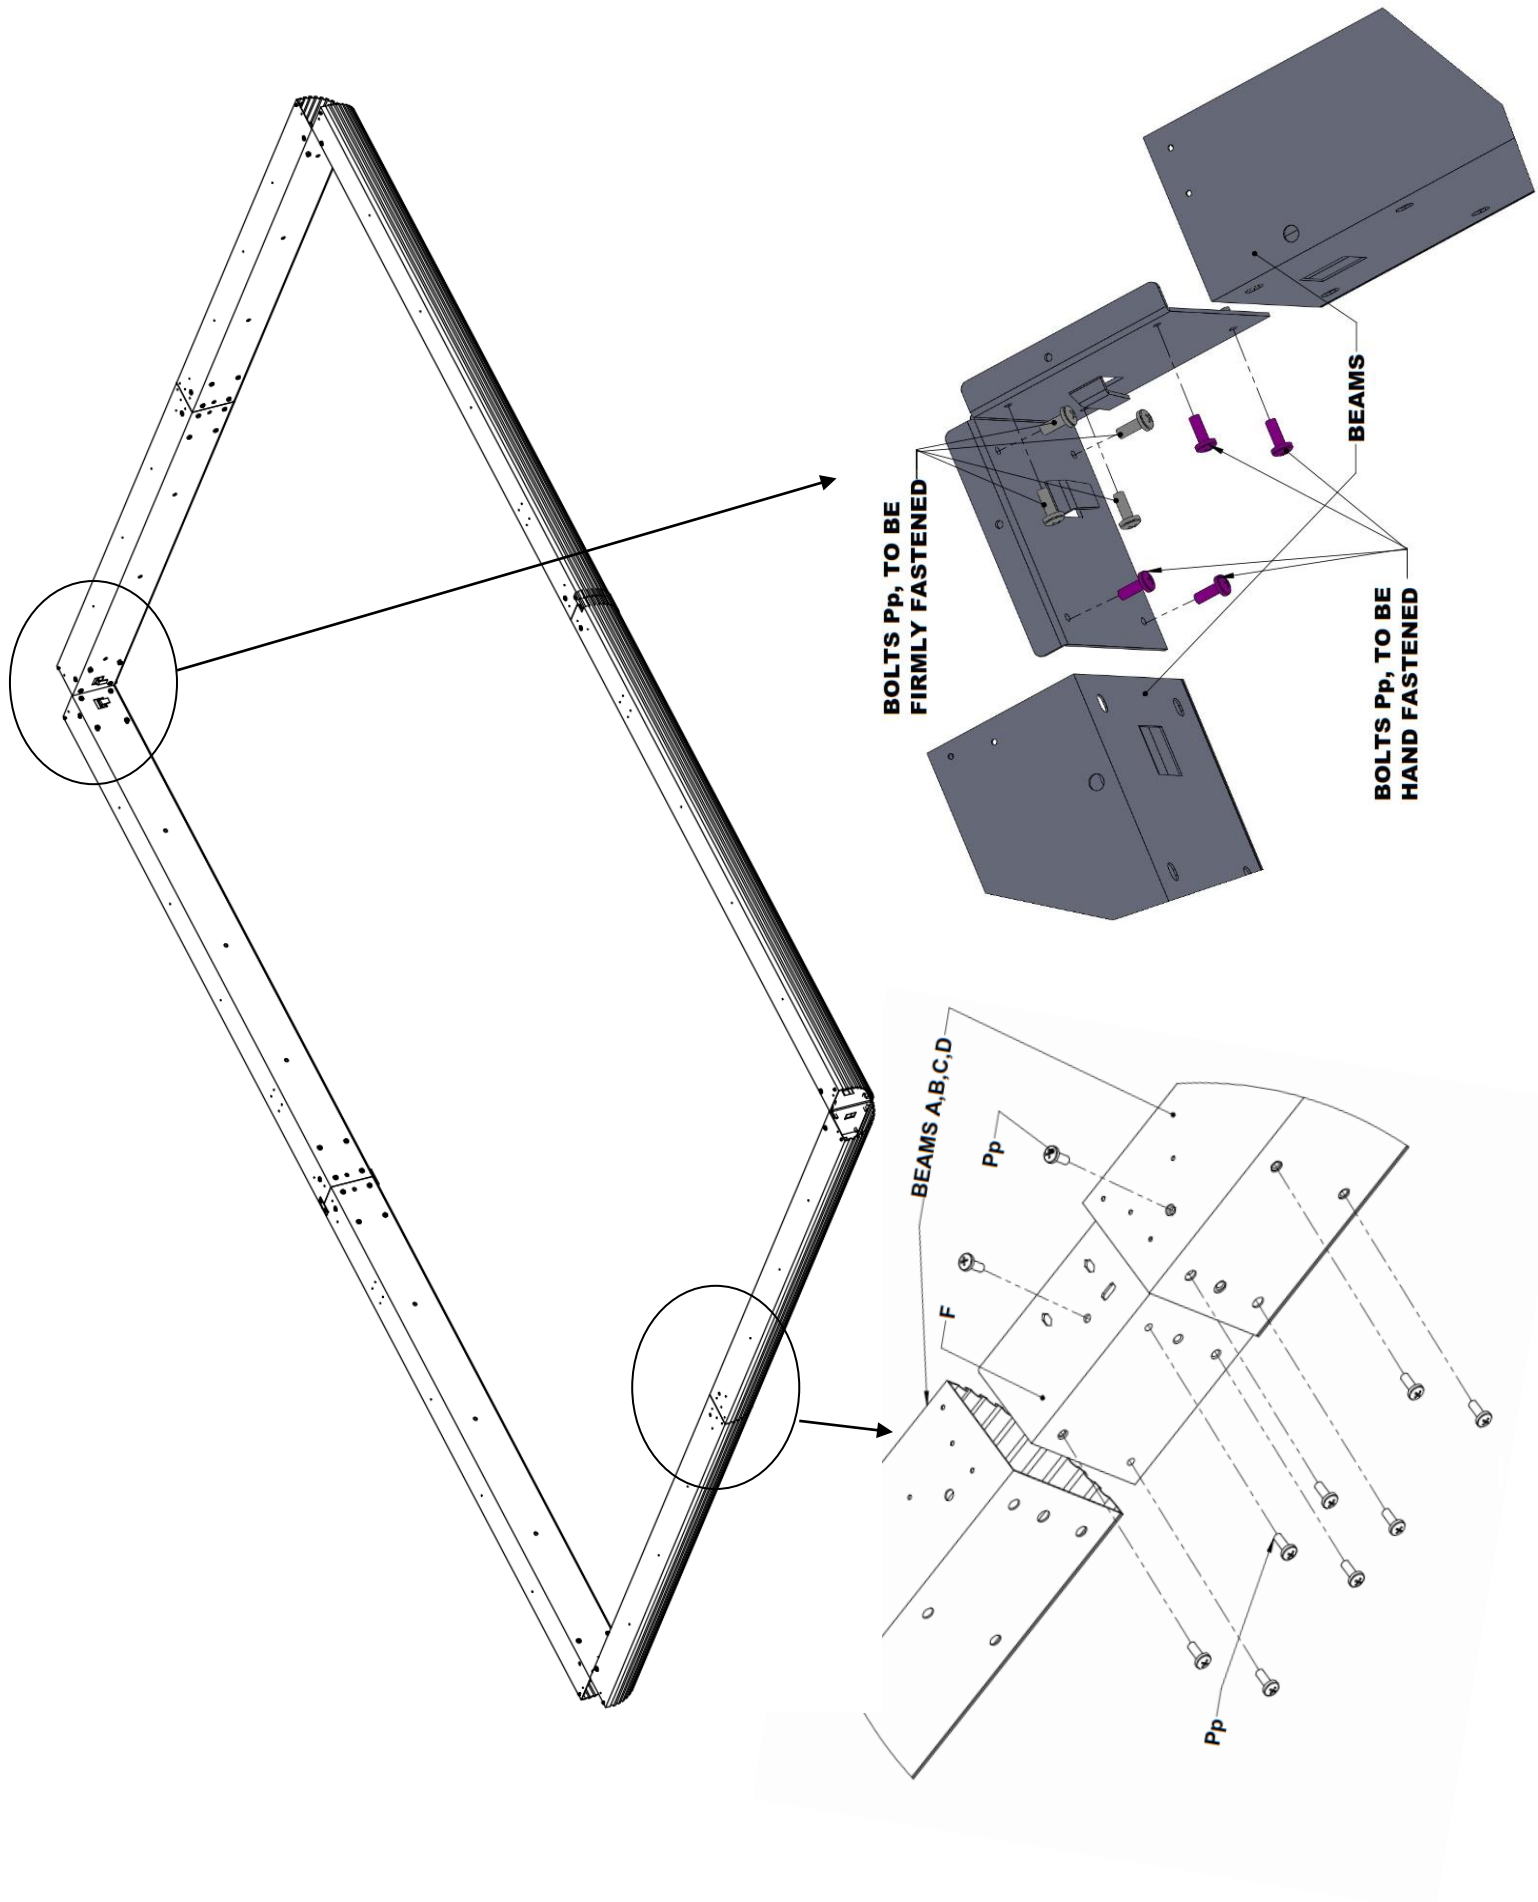 BOLTS Pp, TO BE
FIRMLY FASTENED
BEAMS
BOLTS Pp, TO BE
HAND FASTENED
BEAMS A,B,C,D
Pp
F
Pp